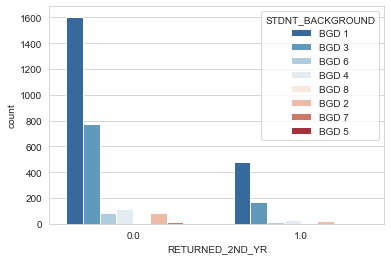 1600
1400
1200
1000
800
600
400
200
0
count
STDNT_BACKGROUND
BGD 1
BGD 3
BGD 6
BGD 4
BGD 8
BGD 2
BGD 7
BGD 5
0.0
1.0
RETURNED_2ND_YR